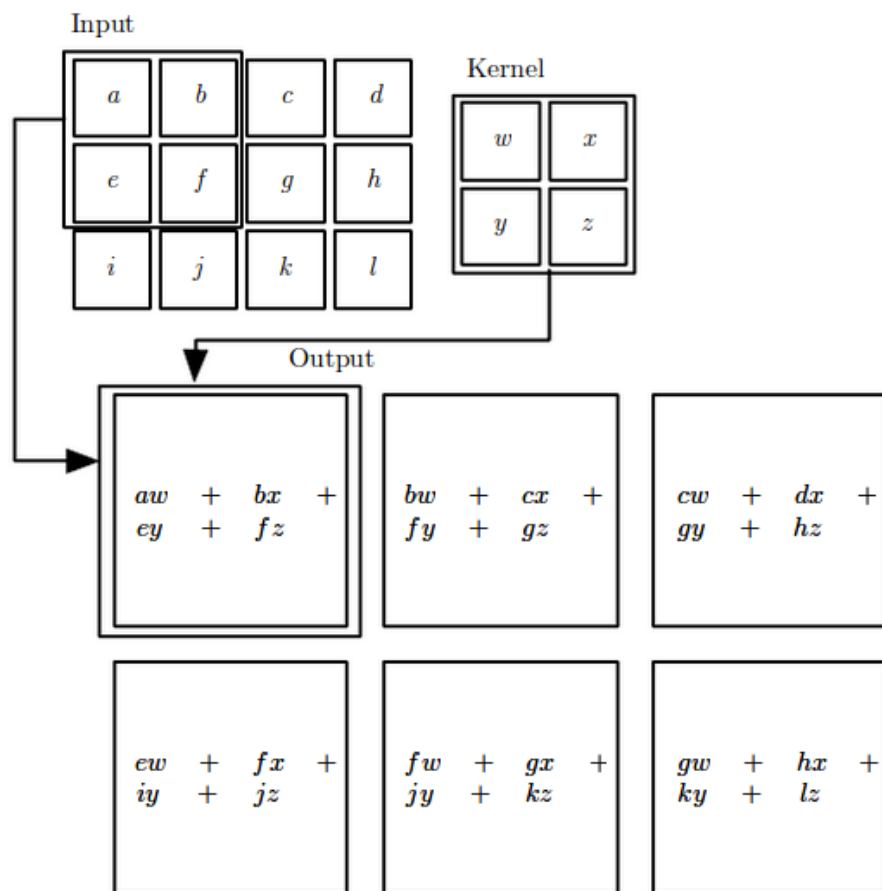 Input
a b c d
e f g h
i j k l
Kernel
w x
y z
Output
aw + bx +
ey + fz
bw + cx +
fy + gz
cw + dx +
gy + hz
ew + fx +
iy + jz
fw + gx +
jy + kz
gw + hx +
ky + lz